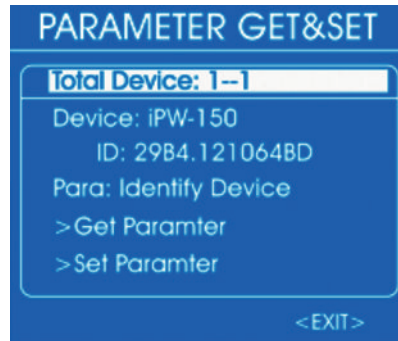 PARAMETER GET&SET
Total Device: 1--1
Device: iPW-150
ID: 29B4.121064BD
Para: Identify Device
>Get Paramter
>Set Paramter
<EXIT>